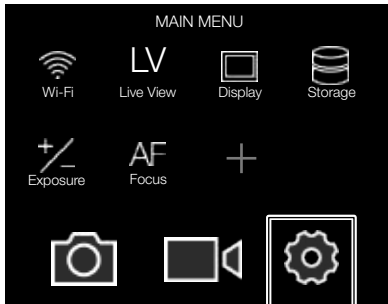 MAIN MENU
LV
Wi-Fi
Live View
Display
Storage
+/-
AF
Exposure
Focus
+